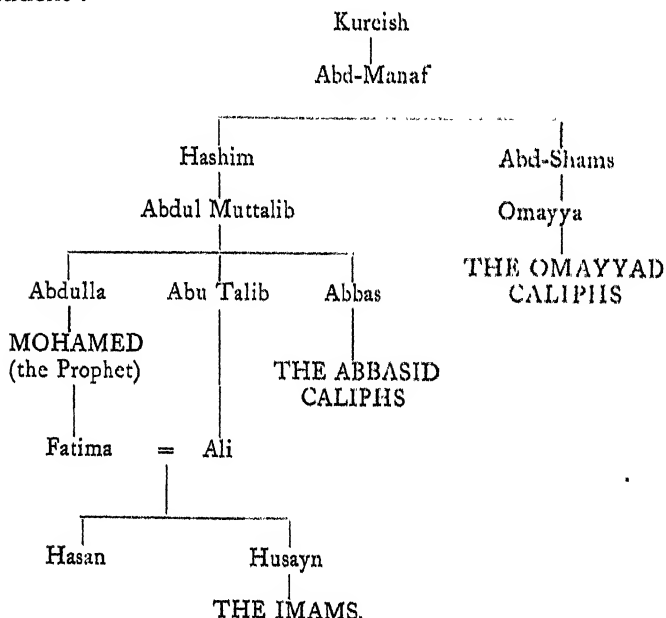 Kureish
Abd-Manaf
Hashim
Abd-Shams
Abdul Muttalib
Omayya
THE OMAYYAD
CALIPHS
Abdulla
Abu Talib
Abbas
MOHAMED
(the Prophet)
THE ABBASID
CALIPHS
Fatima = Ali
Hasan
Husayn
THE IMAMS.